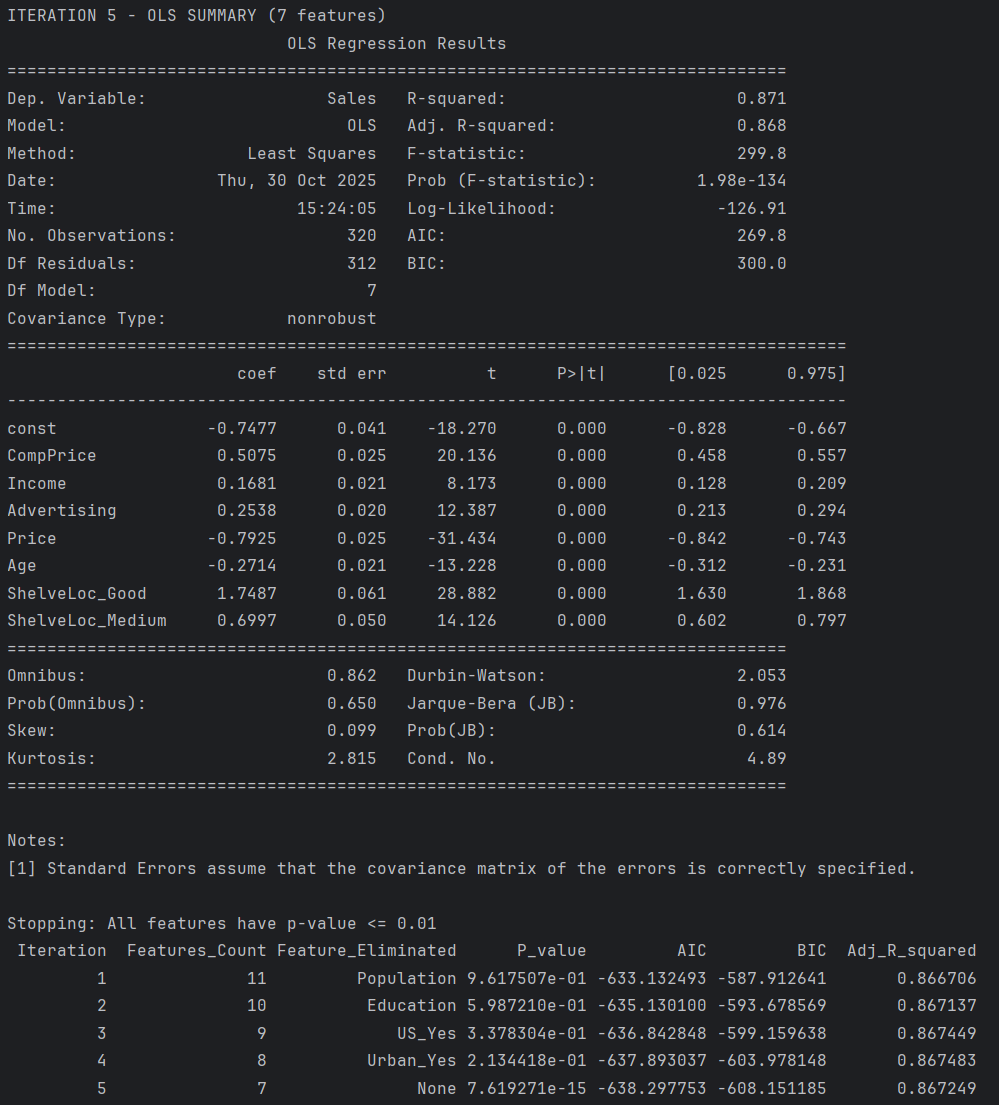 ITERATION 5 - OLS SUMMARY (7 features)
                            OLS Regression Results
==============================================================================
Dep. Variable:                  Sales   R-squared:                       0.871
Model:                            OLS   Adj. R-squared:                  0.868
Method:                 Least Squares   F-statistic:                     299.8
Date:                Thu, 30 Oct 2025   Prob (F-statistic):          1.98e-134
Time:                        15:24:05   Log-Likelihood:                -126.91
No. Observations:                 320   AIC:                             269.8
Df Residuals:                     312   BIC:                             300.0
Df Model:                           7
Covariance Type:            nonrobust
====================================================================================
                       coef    std err          t      P>|t|      [0.025      0.975]
------------------------------------------------------------------------------------
const               -0.7477      0.041    -18.270      0.000      -0.828      -0.667
CompPrice            0.5075      0.025     20.136      0.000       0.458       0.557
Income               0.1681      0.021      8.173      0.000       0.128       0.209
Advertising          0.2538      0.020     12.387      0.000       0.213       0.294
Price               -0.7925      0.025    -31.434      0.000      -0.842      -0.743
Age                 -0.2714      0.021    -13.228      0.000      -0.312      -0.231
ShelveLoc_Good       1.7487      0.061     28.882      0.000       1.630       1.868
ShelveLoc_Medium     0.6997      0.050     14.126      0.000       0.602       0.797
==============================================================================
Omnibus:                        0.862   Durbin-Watson:                   2.053
Prob(Omnibus):                  0.650   Jarque-Bera (JB):                0.976
Skew:                           0.099   Prob(JB):                        0.614
Kurtosis:                       2.815   Cond. No.                         4.89
==============================================================================

Notes:
[1] Standard Errors assume that the covariance matrix of the errors is correctly specified.

Stopping: All features have p-value <= 0.01
 Iteration  Features_Count Feature_Eliminated      P_value         AIC         BIC  Adj_R_squared
         1              11         Population 9.617507e-01 -633.132493 -587.912641       0.866706
         2              10          Education 5.987210e-01 -635.130100 -593.678569       0.867137
         3               9             US_Yes 3.378304e-01 -636.842848 -599.159638       0.867449
         4               8          Urban_Yes 2.134418e-01 -637.893037 -603.978148       0.867483
         5               7               None 7.619271e-15 -638.297753 -608.151185       0.867249